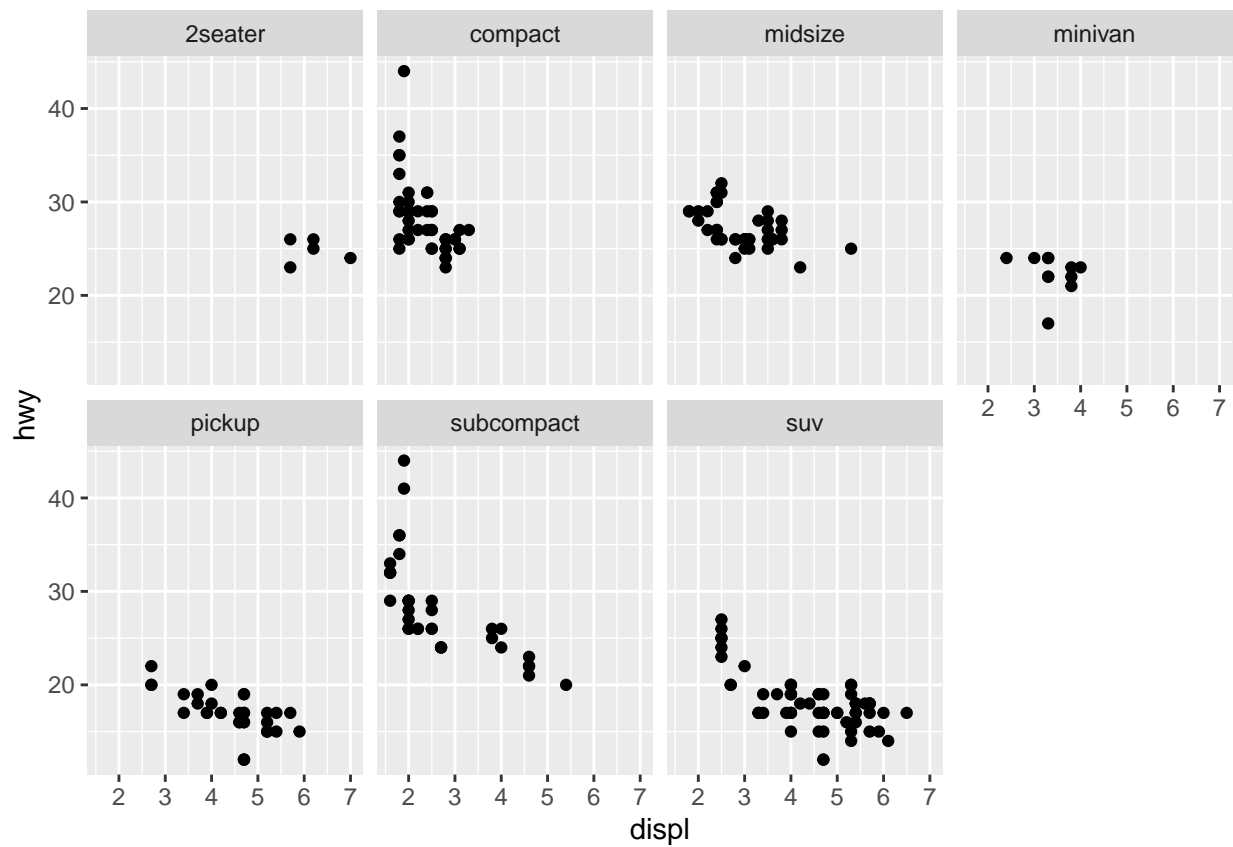 2seater compact midsize minivan
40
30
20
2 3 4 5 6 7
hwy
pickup subcompact suv
40
30
20
2 3 4 5 6 7 2 3 4 5 6 7 2 3 4 5 6 7
displ